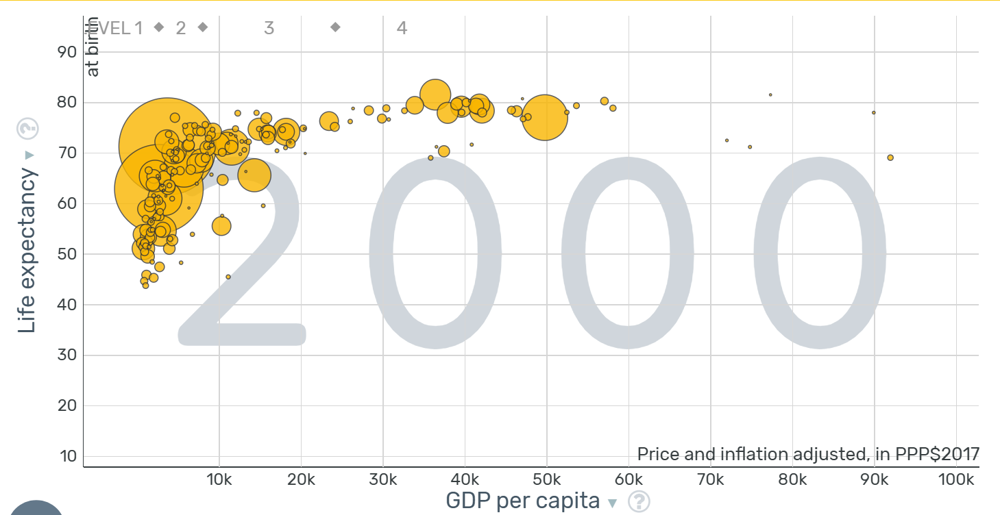 LEVEL 1 ◆ 2 ◆ 3 ◆ 4
at birth
Life expectancy ▼ ?
90
80
70
60
50
40
30
20
10
2000
Price and inflation adjusted, in PPP$2017
10k 20k 30k 40k 50k 60k 70k 80k 90k 100k
GDP per capita ▼ ?